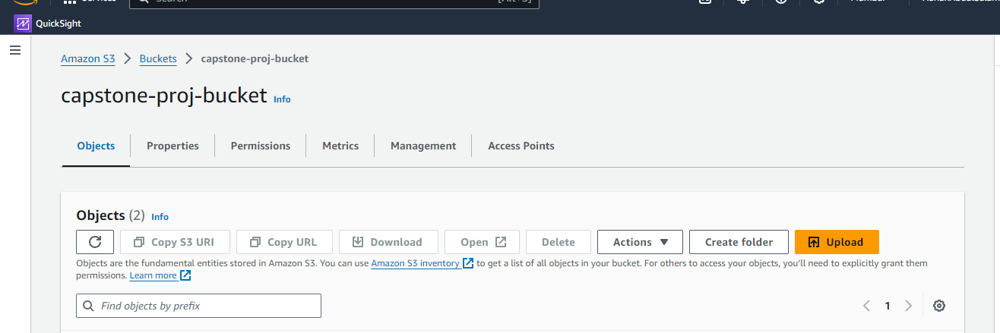 Services Search [Alt+S]
QuickSight
Amazon S3 Buckets capstone-proj-bucket
capstone-proj-bucket Info
Objects Properties Permissions Metrics Management Access Points
Objects (2) Info
Copy S3 URI Copy URL Download Open Delete Actions Create folder Upload
Objects are the fundamental entities stored in Amazon S3. You can use Amazon S3 inventory to get a list of all objects in your bucket. For others to access your objects, you'll need to explicitly grant them
permissions. Learn more
Find objects by prefix 1